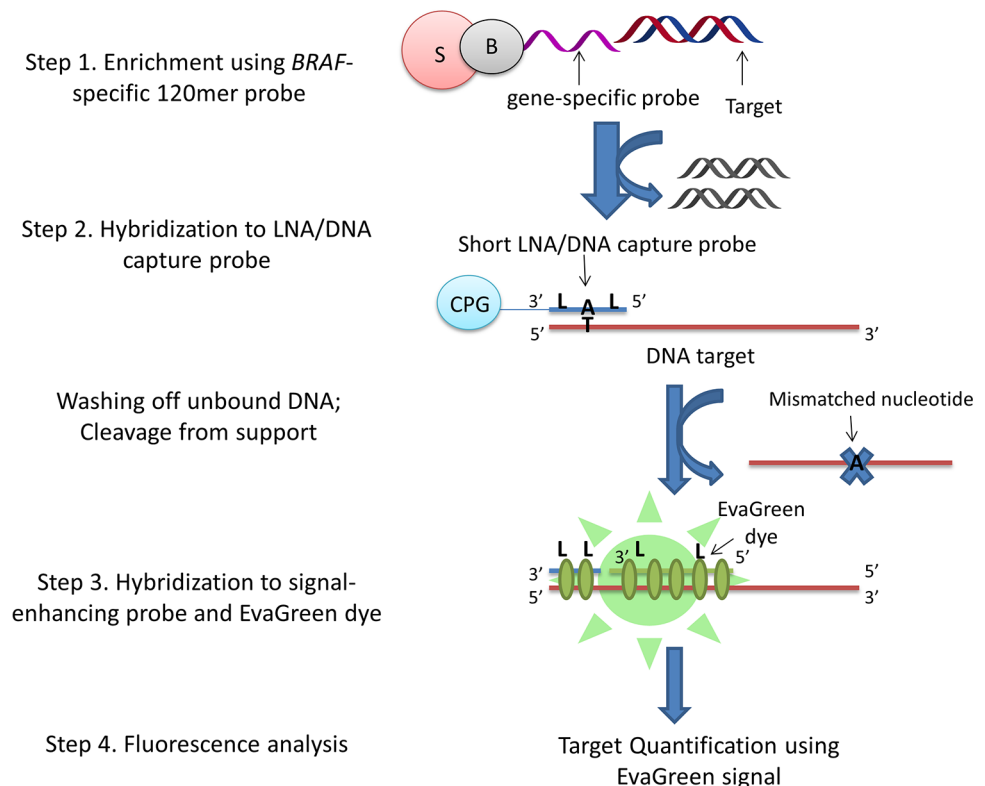 Step 1. Enrichment using BRAF-
specific 120mer probe
S
B
gene-specific probe
Target
Step 2. Hybridization to LNA/DNA
capture probe
Short LNA/DNA capture probe
CPG
3’ L A L 5’
5’ T 3’
DNA target
Washing off unbound DNA;
Cleavage from support
Mismatched nucleotide
A
EvaGreen
dye
L L 3’ L L 5’
3’ 5’
5’ 3’
Step 3. Hybridization to signal-
enhancing probe and EvaGreen dye
Step 4. Fluorescence analysis
Target Quantification using
EvaGreen signal